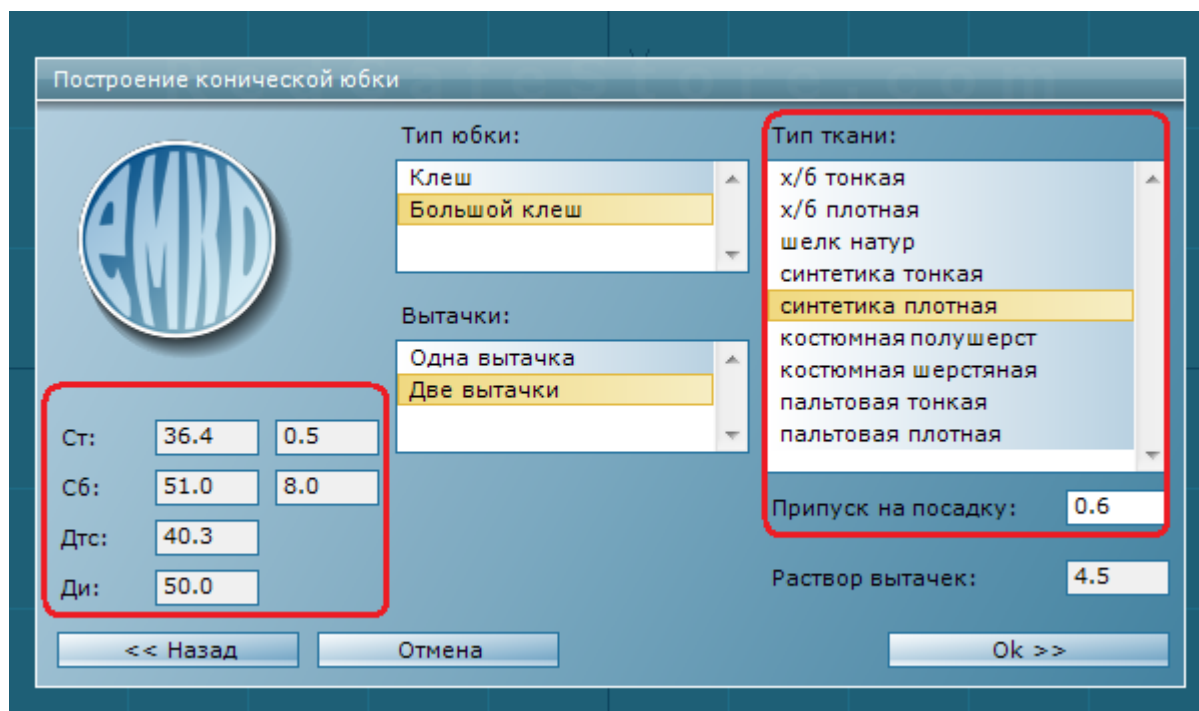 Построение конической юбки
Тип юбки:
Клеш
Большой клеш
Вытачки:
Одна вытачка
Две вытачки
Тип ткани:
х/б тонкая
х/б плотная
шелк натур
синтетика тонкая
синтетика плотная
костюмная полушерст
костюмная шерстяная
пальтовая тонкая
пальтовая плотная
Припуск на посадку: 0.6
Раствор вытачек: 4.5
емко
Ст: 36.4 0.5
Сб: 51.0 8.0
Дтс: 40.3
Ди: 50.0
<< Назад
Отмена
Ok >>